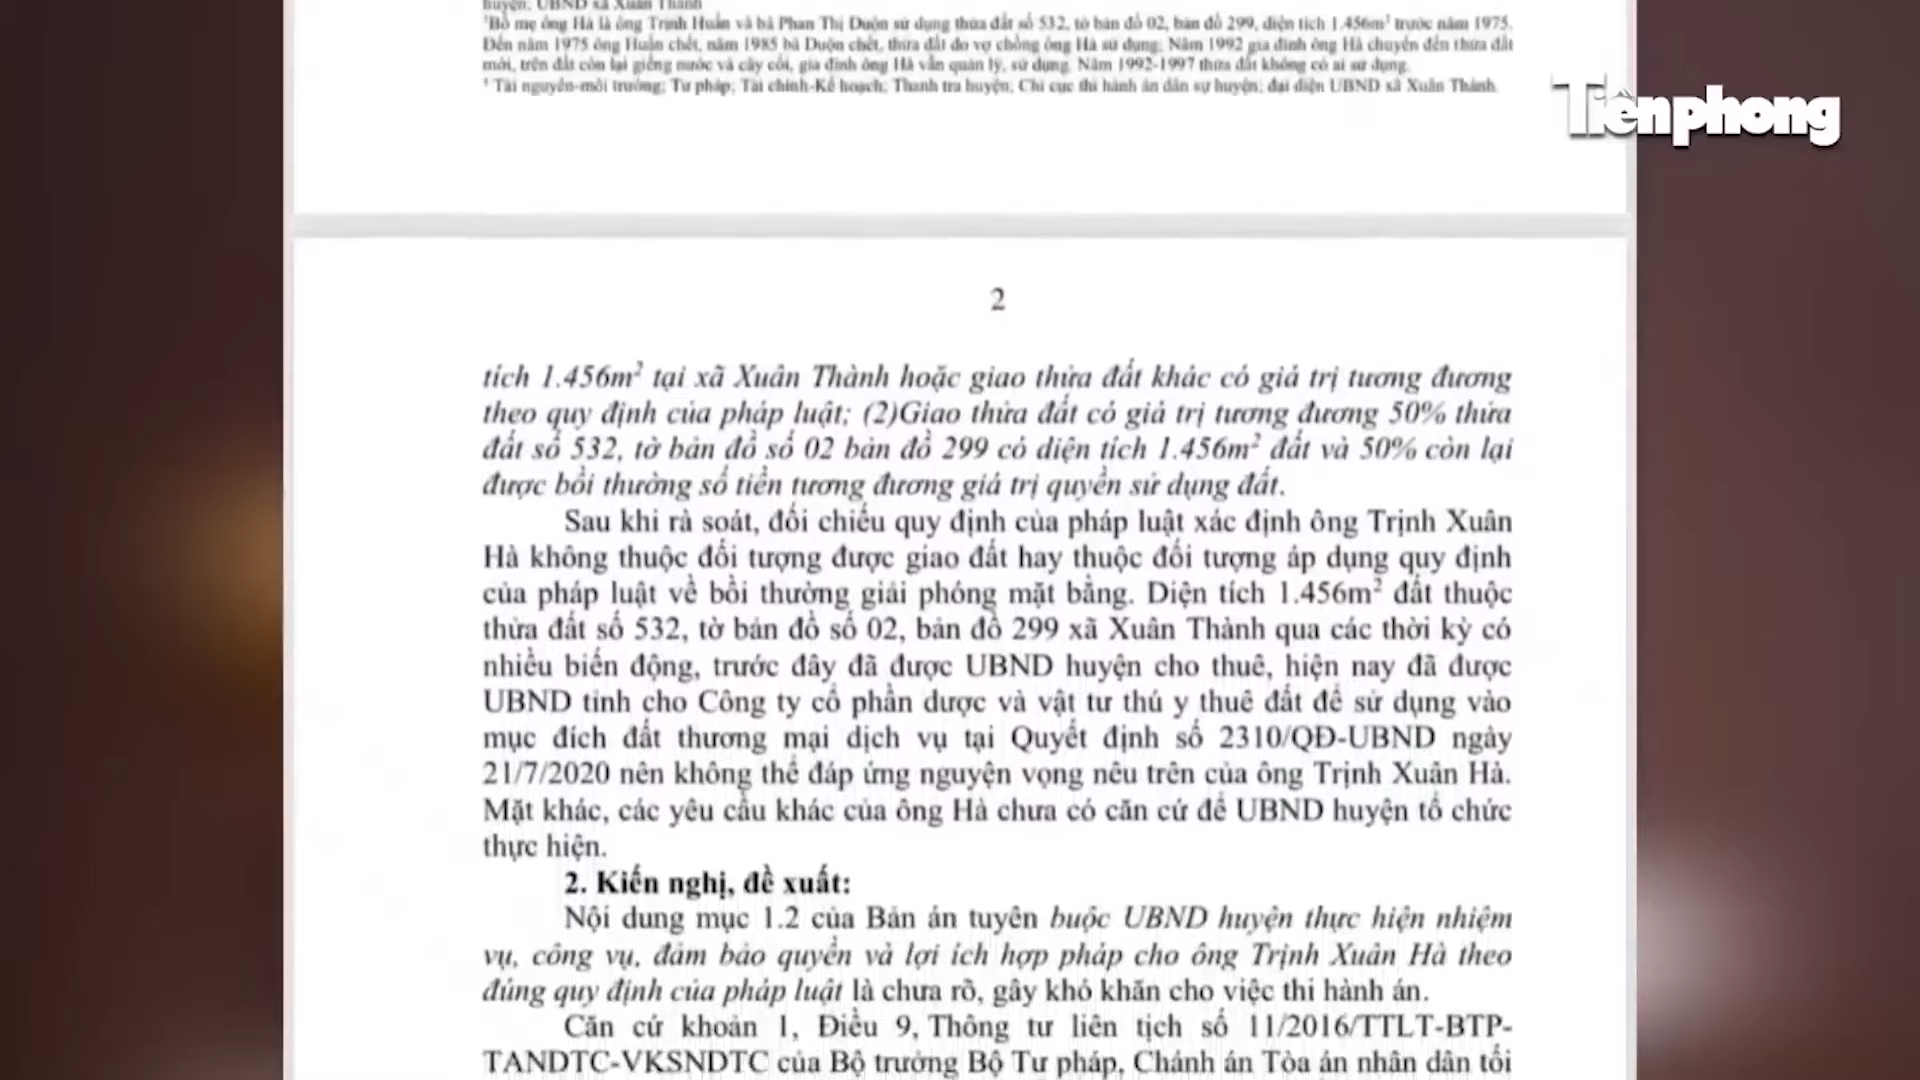 huyện; UBND xã Xuân Thành
³Bố mẹ ông Hà là ông Trịnh Huấn và bà Phan Thị Duộn sử dụng thửa đất số 532, tờ bản đồ 02, bản đồ 299, diện tích 1.456m² trước năm 1975.
Đến năm 1975 ông Huấn chết, năm 1985 bà Duộn chết, thửa đất do vợ chồng ông Hà sử dụng; Năm 1992 gia đình ông Hà chuyển đến thửa đất
mới, trên đất còn lại giếng nước và cây cối, gia đình ông Hà vẫn quản lý, sử dụng. Năm 1992-1997 thửa đất không có ai sử dụng.
⁴ Tài nguyên-môi trường; Tư pháp; Tài chính-Kế hoạch; Thanh tra huyện; Chi cục thi hành án dân sự huyện; đại diện UBND xã Xuân Thành.
Tiềnphong
2
tích 1.456m² tại xã Xuân Thành hoặc giao thửa đất khác có giá trị tương đương
theo quy định của pháp luật; (2)Giao thửa đất có giá trị tương đương 50% thửa
đất số 532, tờ bản đồ số 02 bản đồ 299 có diện tích 1.456m² đất và 50% còn lại
được bồi thường số tiền tương đương giá trị quyền sử dụng đất.
Sau khi rà soát, đối chiếu quy định của pháp luật xác định ông Trịnh Xuân
Hà không thuộc đối tượng được giao đất hay thuộc đối tượng áp dụng quy định
của pháp luật về bồi thường giải phóng mặt bằng. Diện tích 1.456m² đất thuộc
thửa đất số 532, tờ bản đồ số 02, bản đồ 299 xã Xuân Thành qua các thời kỳ có
nhiều biến động, trước đây đã được UBND huyện cho thuê, hiện nay đã được
UBND tỉnh cho Công ty cổ phần dược và vật tư thú y thuê đất để sử dụng vào
mục đích đất thương mại dịch vụ tại Quyết định số 2310/QĐ-UBND ngày
21/7/2020 nên không thể đáp ứng nguyện vọng nêu trên của ông Trịnh Xuân Hà.
Mặt khác, các yêu cầu khác của ông Hà chưa có căn cứ để UBND huyện tổ chức
thực hiện.
2. Kiến nghị, đề xuất:
Nội dung mục 1.2 của Bản án tuyên buộc UBND huyện thực hiện nhiệm
vụ, công vụ, đảm bảo quyền và lợi ích hợp pháp cho ông Trịnh Xuân Hà theo
đúng quy định của pháp luật là chưa rõ, gây khó khăn cho việc thi hành án.
Căn cứ khoản 1, Điều 9, Thông tư liên tịch số 11/2016/TTLT-BTP-
TANDTC-VKSNDTC của Bộ trưởng Bộ Tư pháp, Chánh án Tòa án nhân dân tối